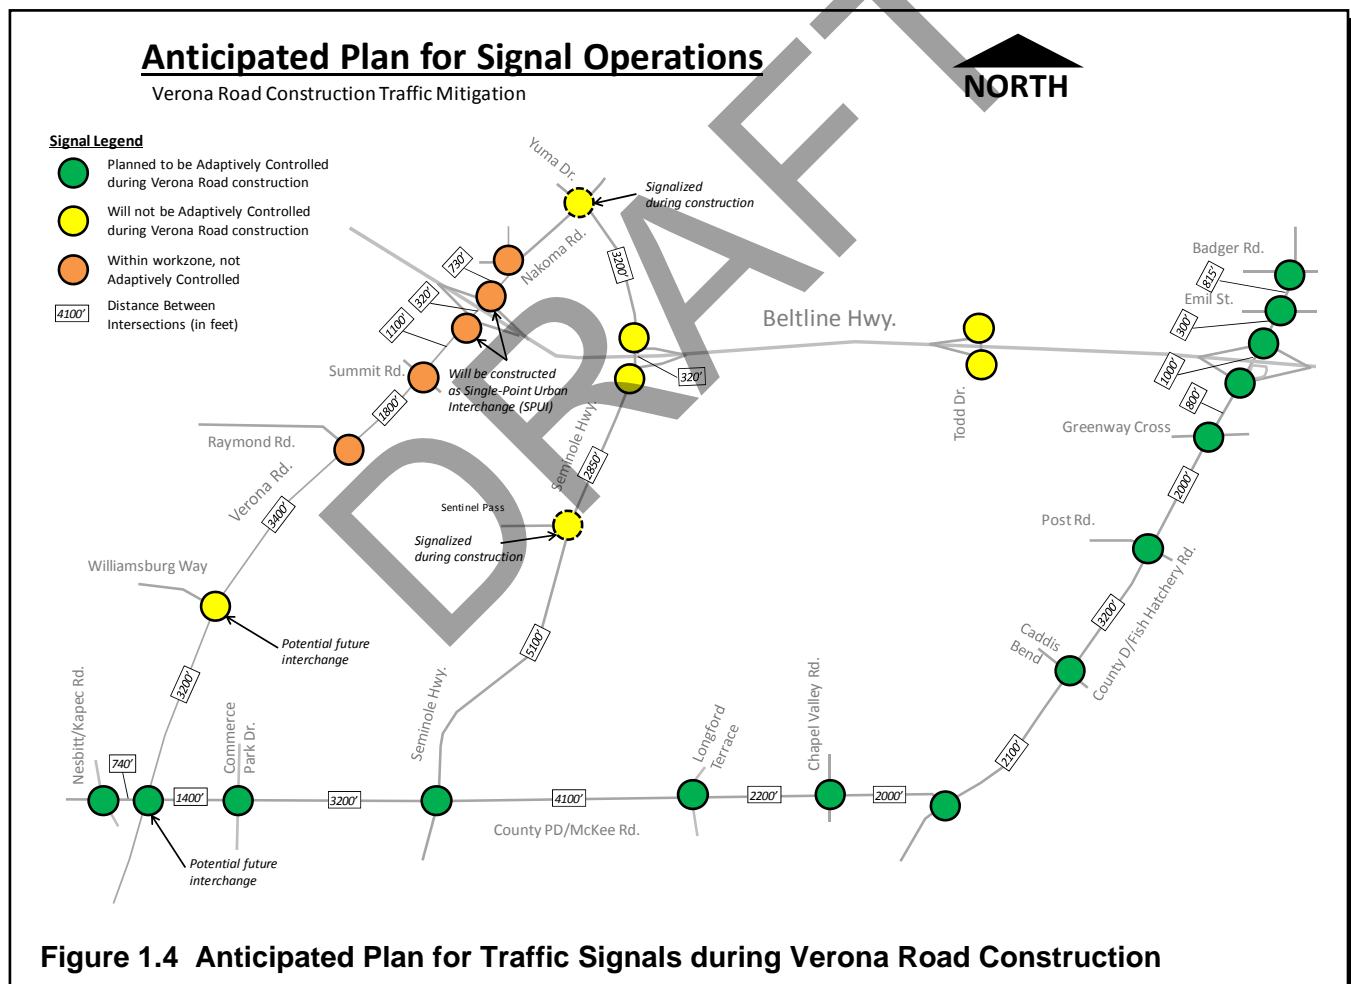 Anticipated Plan for Signal Operations
Verona Road Construction Traffic Mitigation
NORTH
DRAFT
Signal Legend
Planned to be Adaptively Controlled
during Verona Road construction
Will not be Adaptively Controlled
during Verona Road construction
Within workzone, not
Adaptively Controlled
4100'
Distance Between
Intersections (in feet)
Yuma Dr.
Signalized
during construction
Nakoma Rd.
730'
3200'
320'
1100'
Summit Rd.
Will be constructed
as Single-Point Urban
Interchange (SPUI)
1800'
Raymond Rd.
Verona Rd.
3400'
Williamsburg Way
Potential future
interchange
3200'
Beltline Hwy.
320'
Seminole Hwy.
2850'
Sentinel Pass
Signalized
during construction
5100'
Seminole Hwy.
Todd Dr.
Badger Rd.
815'
Emil St.
300'
1000'
800'
Greenway Cross
2000'
Post Rd.
3200'
County D/Fish Hatchery Rd.
Caddis
Bend
2100'
Nesbitt/Kapec Rd.
740'
1400'
Commerce
Park Dr.
3200'
4100'
Longford
Terrace
2200'
Chapel Valley Rd.
2000'
County PD/McKee Rd.
Potential future
interchange
Figure 1.4 Anticipated Plan for Traffic Signals during Verona Road Construction